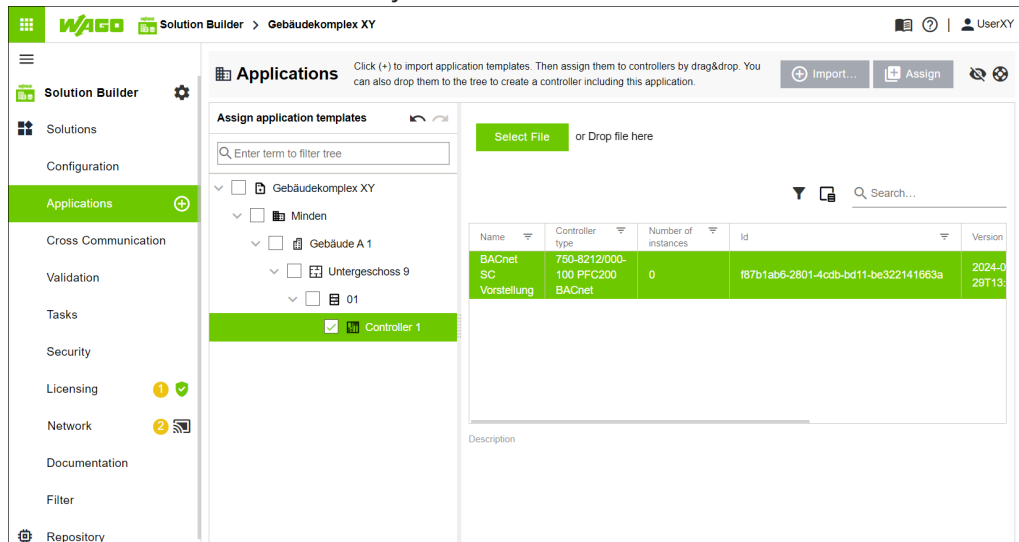 WAGO Solution Builder > Gebäudekomplex XY UserXY
Applications
Click (+) to import application templates. Then assign them to controllers by drag&drop. You
can also drop them to the tree to create a controller including this application.
Import...
Assign
Solution Builder
Solutions
Configuration
Applications
Cross Communication
Validation
Tasks
Security
Licensing 1
Network 2
Documentation
Filter
Repository
Assign application templates
Enter term to filter tree
Gebäudekomplex XY
Minden
Gebäude A 1
Untergeschoss 9
01
Controller 1
Select File or Drop file here
Search...
Name
Controller
type
Number of
instances
Id
Version
BACnet
SC
Vorstellung
750-8212/000-
100 PFC200
BACnet
0
f87b1ab6-2801-4cdb-bd11-be322141663a
2024-0
29T13:
Description